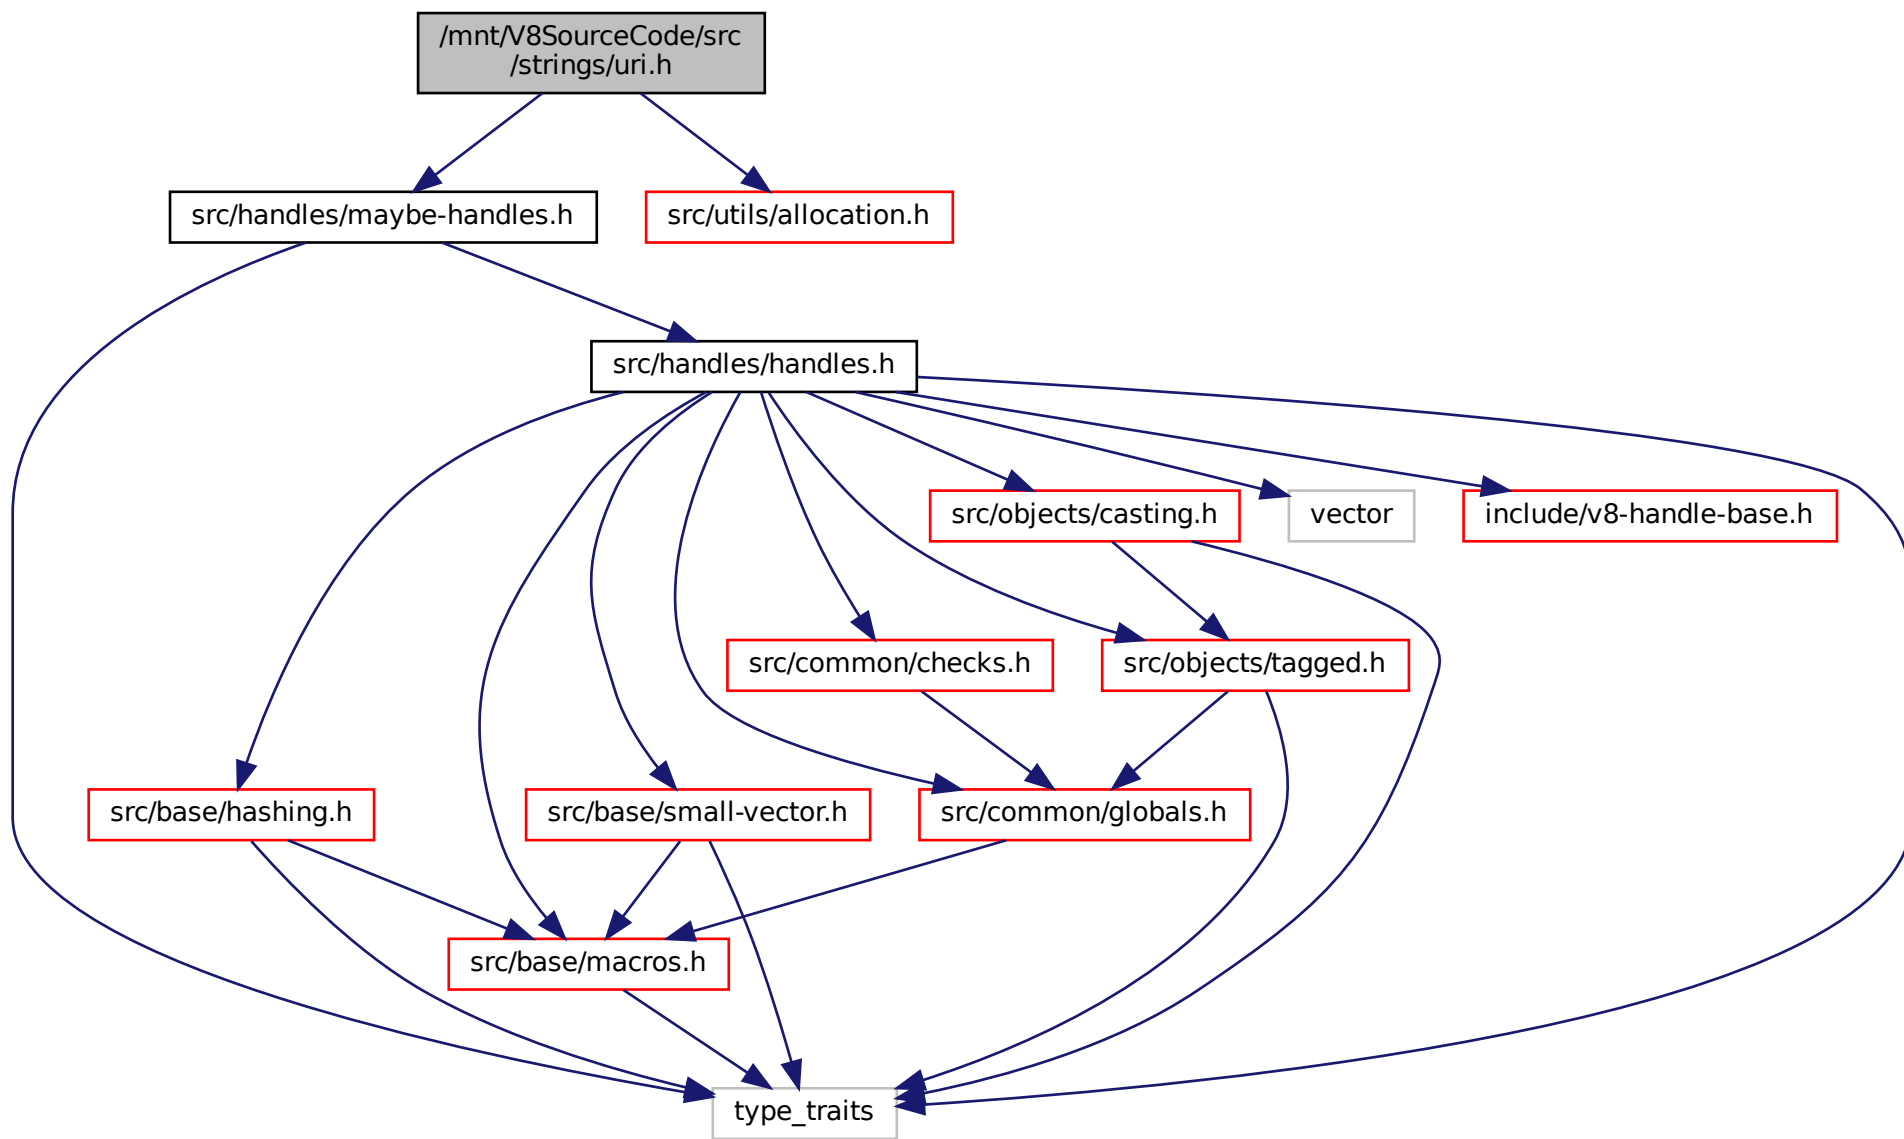 /mnt/V8SourceCode/src
/strings/uri.h
src/handles/maybe-handles.h
src/utils/allocation.h
src/handles/handles.h
src/objects/casting.h
vector
include/v8-handle-base.h
src/common/checks.h
src/objects/tagged.h
src/base/hashing.h
src/base/small-vector.h
src/common/globals.h
src/base/macros.h
type_traits